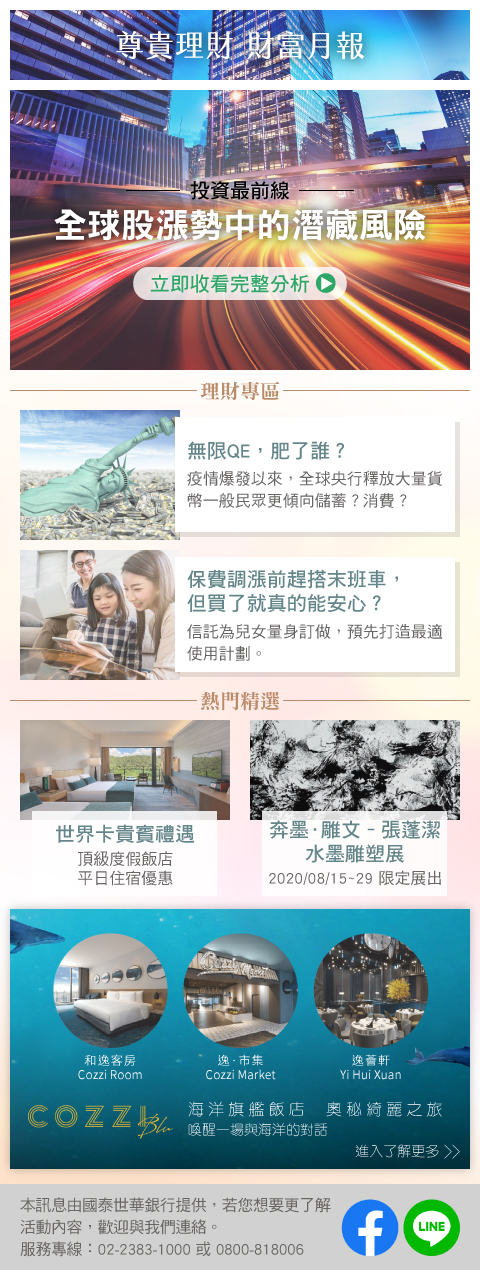 尊貴理財 財富月報
投資最前線
全球股漲勢中的潛藏風險
立即收看完整分析
理財專區
無限QE，肥了誰？
疫情爆發以來，全球央行釋放大量貨
幣一般民眾更傾向儲蓄？消費？
保費調漲前趕搭末班車，
但買了就真的能安心？
信託為兒女量身訂做，預先打造最適
使用計劃。
熱門精選
世界卡貴賓禮遇
頂級度假飯店
平日住宿優惠
奔墨·雕文－張蓬潔
水墨雕塑展
2020/08/15~29 限定展出
和逸客房
Cozzi Room
逸·市集
Cozzi Market
逸薈軒
Yi Hui Xuan
COZZI Blu
海洋旗艦飯店 奧秘綺麗之旅
喚醒一場與海洋的對話
進入了解更多 >>
本訊息由國泰世華銀行提供，若您想要更了解
活動內容，歡迎與我們連絡。
服務專線：02-2383-1000 或 0800-818006
LINE